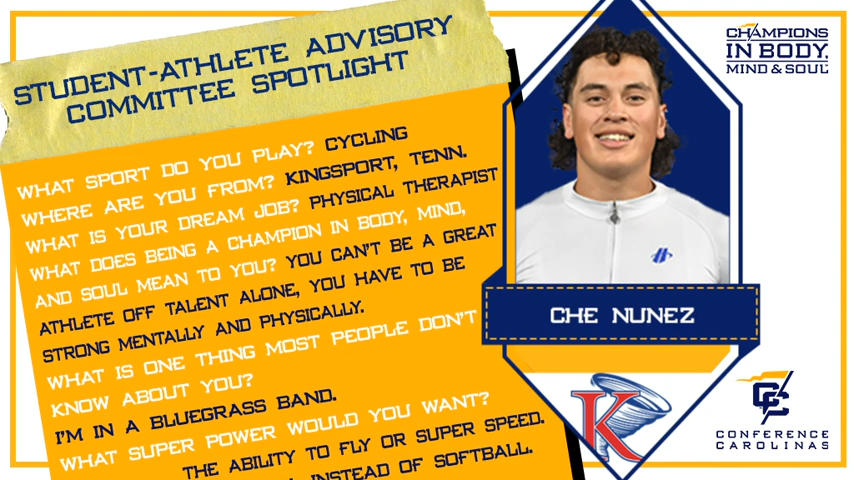 STUDENT-ATHLETE ADVISORY
COMMITTEE SPOTLIGHT
WHAT SPORT DO YOU PLAY? CYCLING
WHERE ARE YOU FROM? KINGSPORT, TENN.
WHAT IS YOUR DREAM JOB? PHYSICAL THERAPIST
WHAT DOES BEING A CHAMPION IN BODY, MIND,
AND SOUL MEAN TO YOU? YOU CAN'T BE A GREAT
ATHLETE OFF TALENT ALONE, YOU HAVE TO BE
STRONG MENTALLY AND PHYSICALLY.
WHAT IS ONE THING MOST PEOPLE DON'T
KNOW ABOUT YOU?
I'M IN A BLUEGRASS BAND.
WHAT SUPER POWER WOULD YOU WANT?
THE ABILITY TO FLY OR SUPER SPEED.
INSTEAD OF SOFTBALL.
CHE NUNEZ
K
CHAMPIONS
IN BODY,
MIND & SOUL
CC
CONFERENCE
CAROLINAS